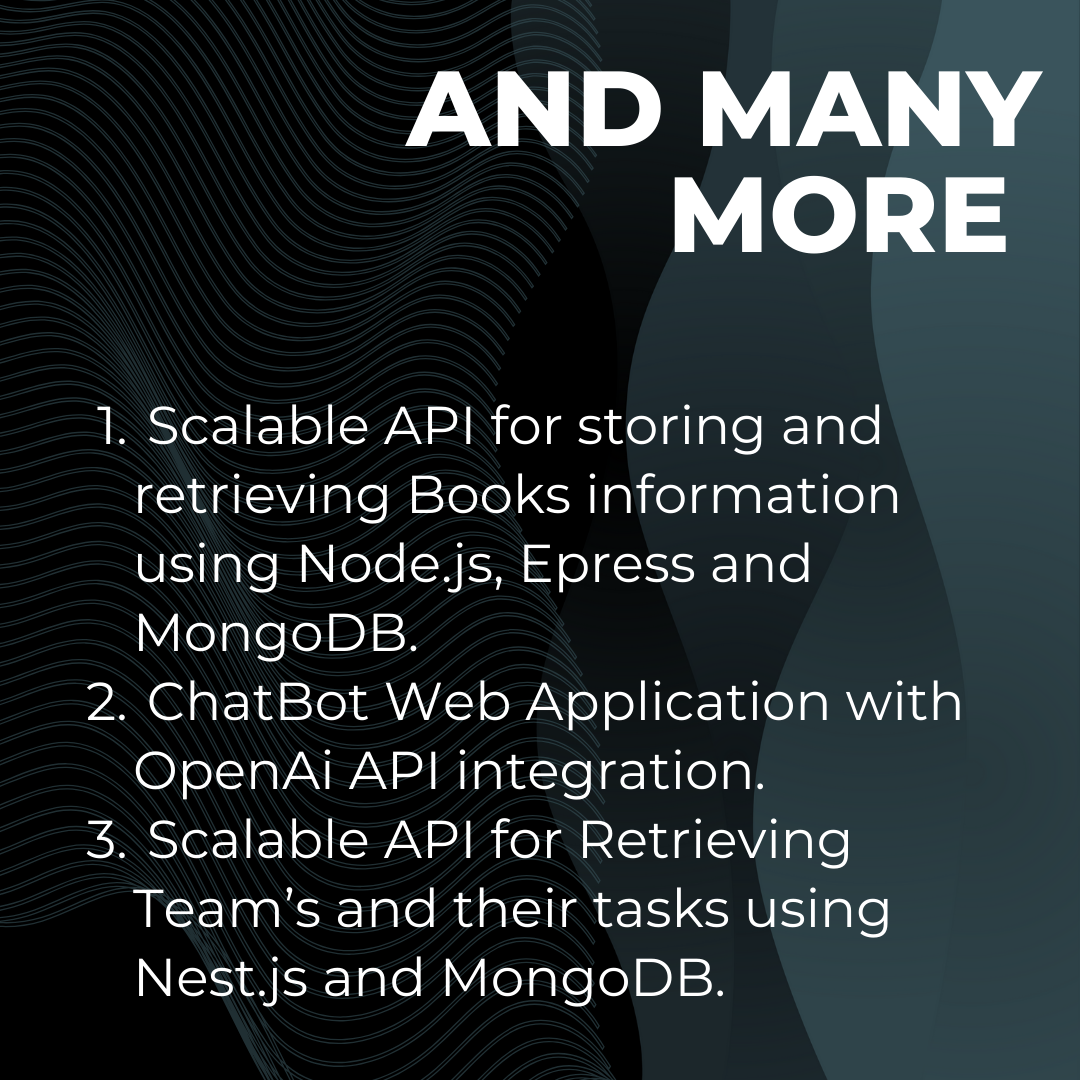 AND MANY
MORE
1. Scalable API for storing and
retrieving Books information
using Node.js, Epress and
MongoDB.
2. ChatBot Web Application with
OpenAi API integration.
3. Scalable API for Retrieving
Team’s and their tasks using
Nest.js and MongoDB.